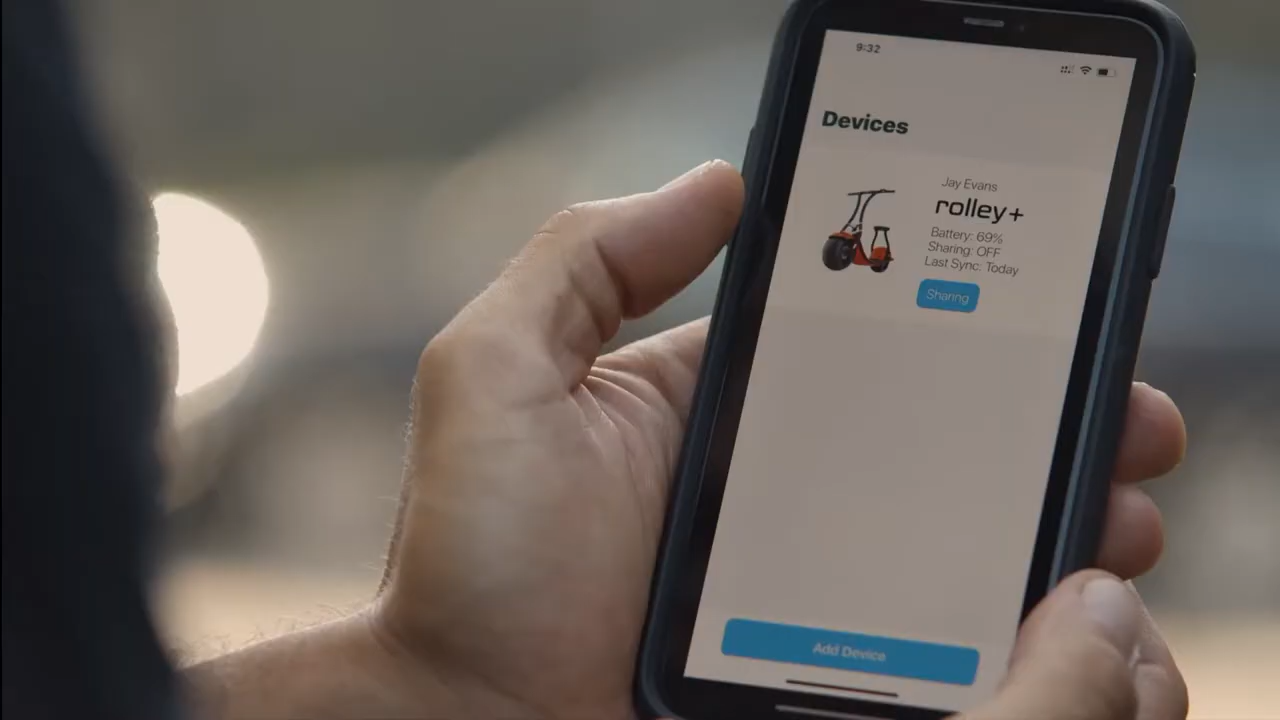 9:32
Devices
Jay Evans
rolley+
Battery: 69%
Sharing: OFF
Last Sync: Today
Sharing
Add Device